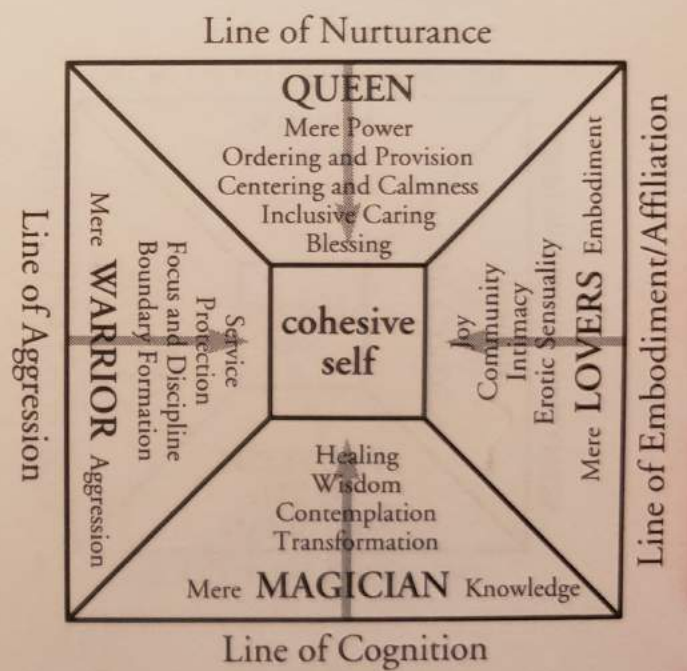 Line of Nurturance
QUEEN
Mere Power
Ordering and Provision
Centering and Calmness
Inclusive Caring
Blessing
Line of Aggression
Mere WARRIOR Aggression
Boundary Formation
Focus and Discipline
Protection
Service
cohesive
self
Joy
Community
Intimacy
Erotic Sensuality
Mere LOVERS Embodiment
Line of Embodiment/Affiliation
Healing
Wisdom
Contemplation
Transformation
Mere MAGICIAN Knowledge
Line of Cognition